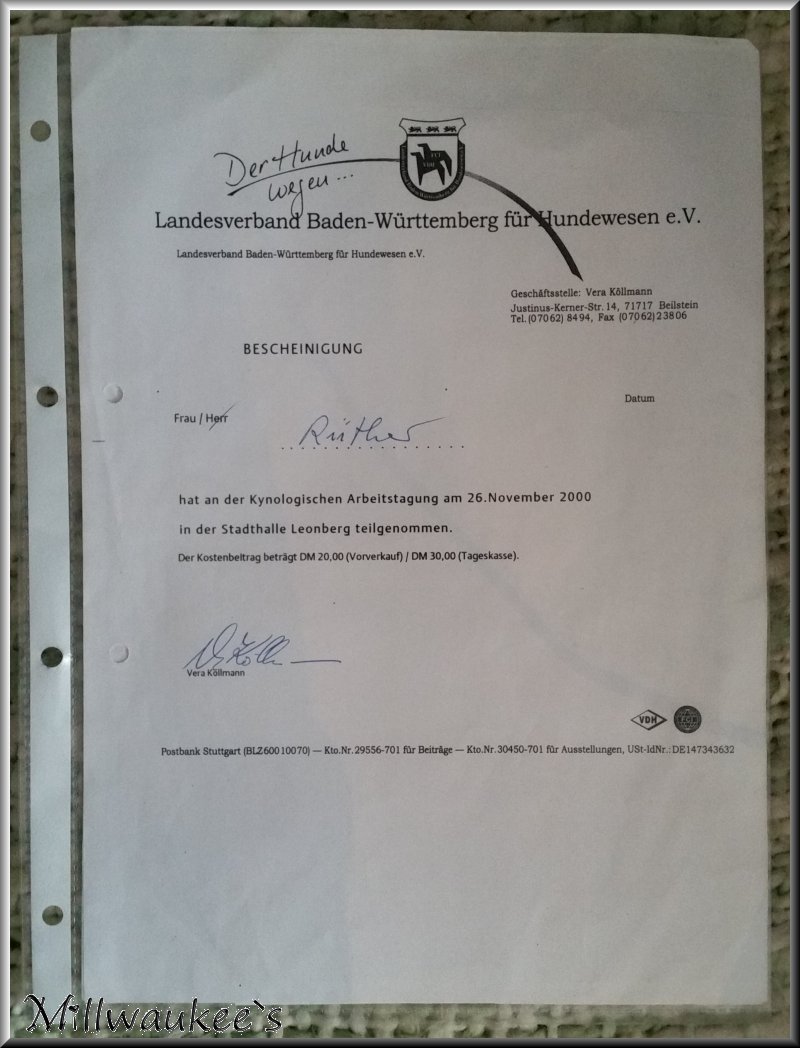 Der Hunde
wegen...
Landesverband Baden-Württemberg für Hundewesen e.V.
Landesverband Baden-Württemberg für Hundewesen e.V.
Geschäftsstelle: Vera Köllmann
Justinus-Kerner-Str. 14, 71717 Beilstein
Tel. (07062) 8494, Fax (07062) 23806
BESCHEINIGUNG
Datum
Frau / Herr
Rüther
hat an der Kynologischen Arbeitstagung am 26.November 2000
in der Stadthalle Leonberg teilgenommen.
Der Kostenbeitrag beträgt DM 20,00 (Vorverkauf) / DM 30,00 (Tageskasse).
Vera Köllmann
VDH FCI
Postbank Stuttgart (BLZ 600 100 70) — Kto.Nr. 29556-701 für Beiträge — Kto.Nr. 30450-701 für Ausstellungen, USt-IdNr.: DE147343632
Millwaukee`s